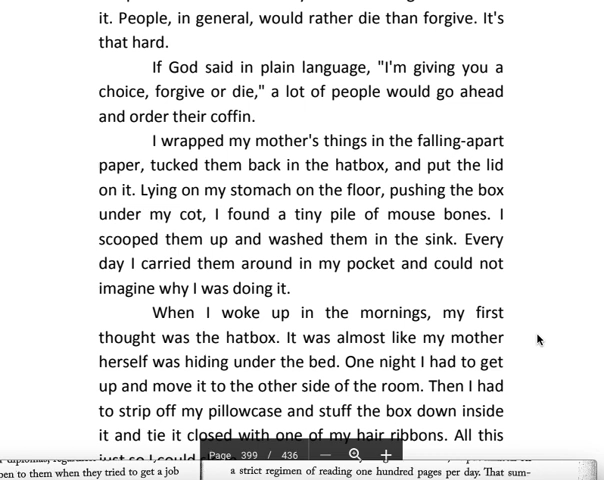 it. People, in general, would rather die than forgive. It's
that hard.
If God said in plain language, "I'm giving you a
choice, forgive or die," a lot of people would go ahead
and order their coffin.
I wrapped my mother's things in the falling-apart
paper, tucked them back in the hatbox, and put the lid
on it. Lying on my stomach on the floor, pushing the box
under my cot, I found a tiny pile of mouse bones. I
scooped them up and washed them in the sink. Every
day I carried them around in my pocket and could not
imagine why I was doing it.
When I woke up in the mornings, my first
thought was the hatbox. It was almost like my mother
herself was hiding under the bed. One night I had to get
up and move it to the other side of the room. Then I had
to strip off my pillowcase and stuff the box down inside
it and tie it closed with one of my hair ribbons. All this
just so I could
Page 399 / 436
pen to them when they tried to get a job
a strict regimen of reading one hundred pages per day. That sum-